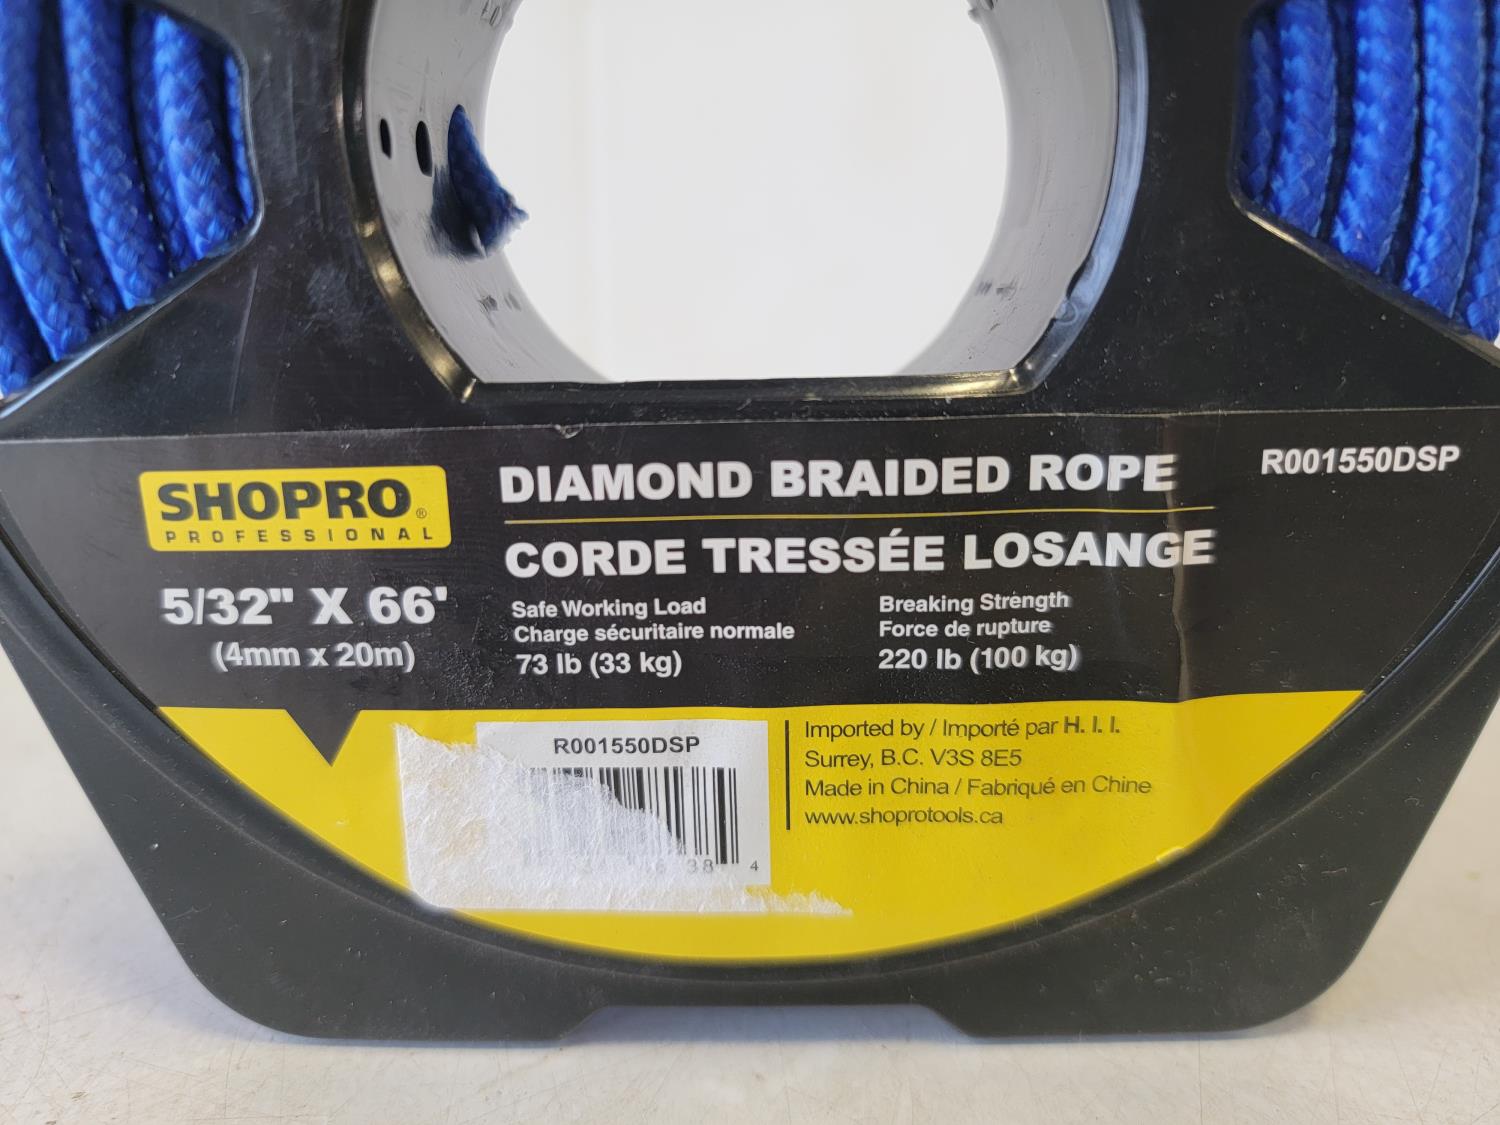 SHOPRO®
PROFESSIONAL
5/32" X 66'
(4mm x 20m)
DIAMOND BRAIDED ROPE
CORDE TRESSÉE LOSANGE
Safe Working Load
Charge sécuritaire normale
73 lb (33 kg)
Breaking Strength
Force de rupture
220 lb (100 kg)
R001550DSP
R001550DSP
38 4
Imported by / Importé par H. I. I.
Surrey, B.C. V3S 8E5
Made in China / Fabriqué en Chine
www.shoprotools.ca